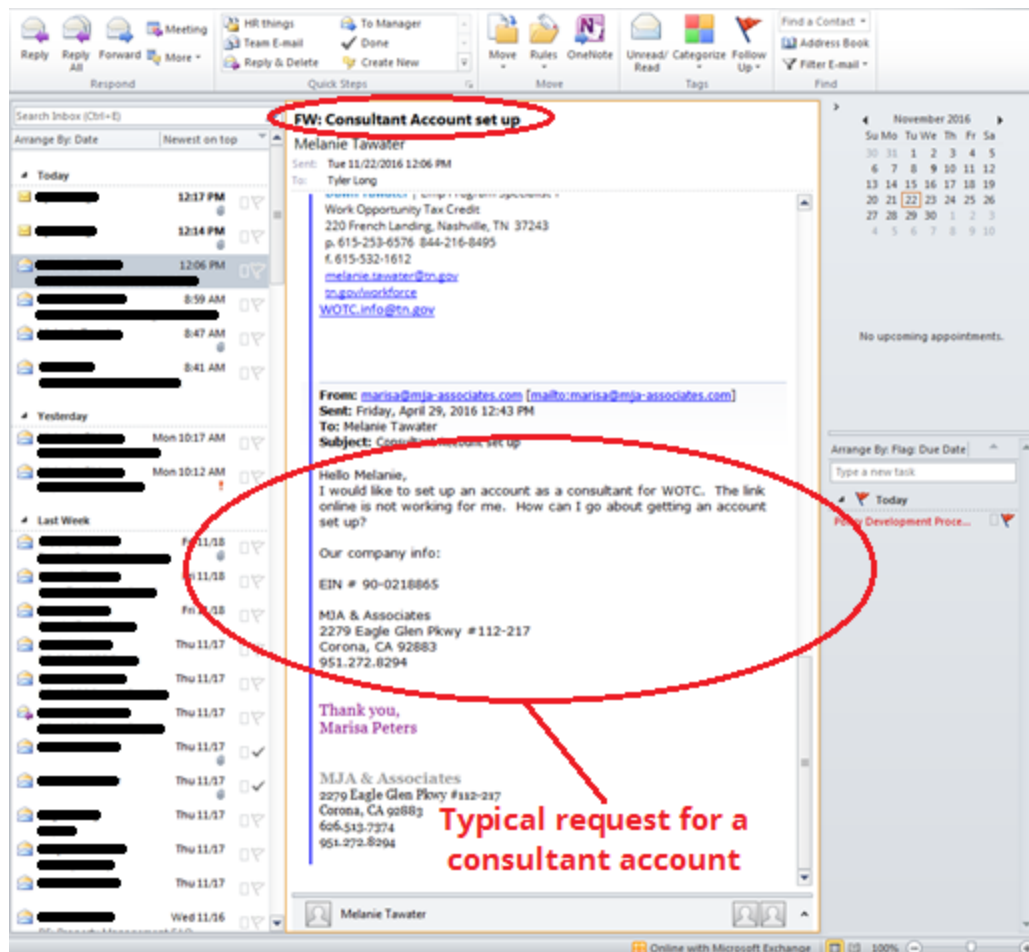 Reply
Reply All
Forward
Meeting
More
Respond
HR things
Team E-mail
Reply & Delete
To Manager
Done
Create New
Quick Steps
Move
Rules
OneNote
Move
Unread/ Read
Categorize
Follow Up
Tags
Find a Contact
Address Book
Filter E-mail
Find
Search Inbox (Ctrl+E)
Arrange By: Date
Newest on top
Today
12:17 PM
12:14 PM
12:06 PM
8:59 AM
8:47 AM
8:41 AM
Yesterday
Mon 10:17 AM
Mon 10:12 AM
Last Week
Fri 11/18
Fri 11/18
Fri 11/18
Thu 11/17
Thu 11/17
Thu 11/17
Thu 11/17
Thu 11/17
Thu 11/17
Thu 11/17
Thu 11/17
Wed 11/16
FW: Consultant Account set up
Melanie Tawater
Sent: Tue 11/22/2016 12:06 PM
To: Tyler Long
Work Opportunity Tax Credit
220 French Landing, Nashville, TN 37243
p. 615-253-6576 844-216-8495
f. 615-532-1612
melanie.tawater@tn.gov
tn.gov/workforce
WOTC.info@tn.gov
From: marisa@mja-associates.com [mailto:marisa@mja-associates.com]
Sent: Friday, April 29, 2016 12:43 PM
To: Melanie Tawater
Subject: Consultant Account set up
Hello Melanie,
I would like to set up an account as a consultant for WOTC. The link
online is not working for me. How can I go about getting an account
set up?
Our company info:
EIN # 90-0218865
MJA & Associates
2279 Eagle Glen Pkwy #112-217
Corona, CA 92883
951.272.8294
Thank you,
Marisa Peters
MJA & Associates
2279 Eagle Glen Pkwy #112-217
Corona, CA 92883
626.513.7374
951.272.8294
Typical request for a
consultant account
Melanie Tawater
November 2016
Su Mo Tu We Th Fr Sa
30 31 1 2 3 4 5
6 7 8 9 10 11 12
13 14 15 16 17 18 19
20 21 22 23 24 25 26
27 28 29 30 1 2 3
4 5 6 7 8 9 10
No upcoming appointments.
Arrange By: Flag: Due Date
Type a new task
Today
Policy Development Proce...
Online with Microsoft Exchange
100%